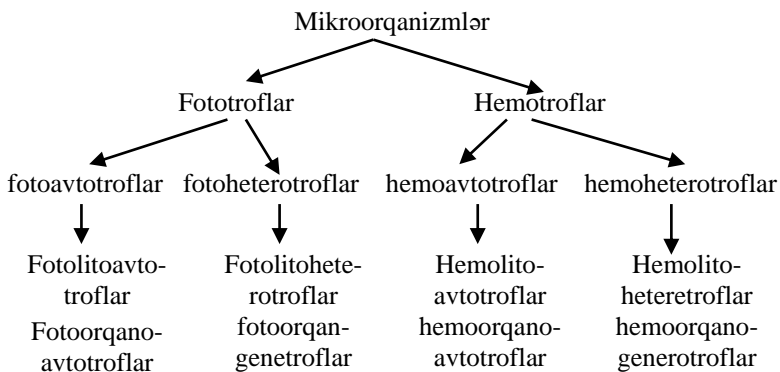 Mikroorqanizmlər
Fototroflar
Hemotroflar
fotoavtotroflar
fotoheterotroflar
hemoavtotroflar
hemoheterotroflar
Fotolitoavto-
troflar
Fotoorqano-
avtotroflar
Fotolitohete-
rotroflar
fotoorqan-
genetroflar
Hemolito-
avtotroflar
hemoorqano-
avtotroflar
Hemolito-
heteretroflar
hemoorqano-
generotroflar